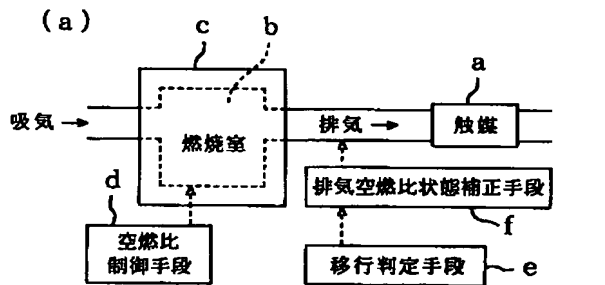 (a)
c b
a
吸気→
燃焼室
排気→
触媒
d
排気空燃比状態補正手段
f
空燃比
制御手段
移行判定手段
e